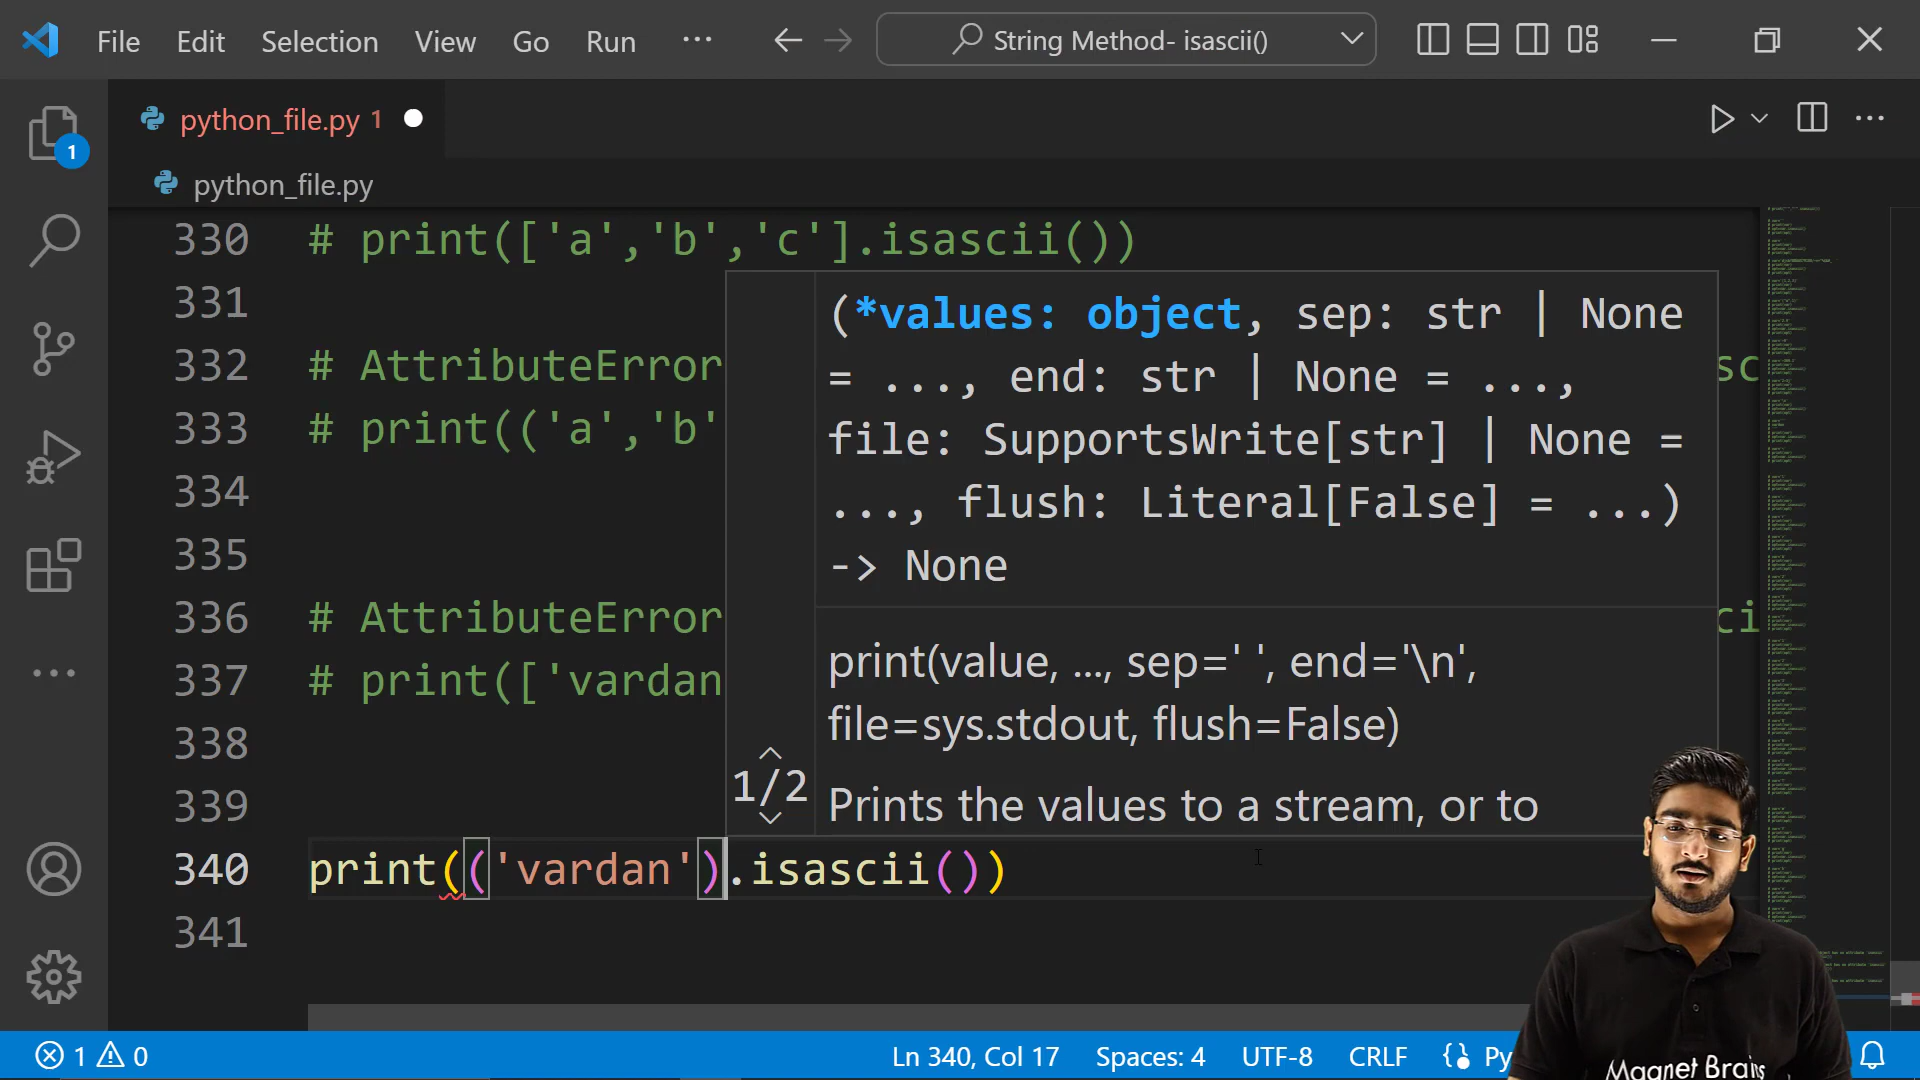 File Edit Selection View Go Run ... String Method- isascii()
python_file.py 1
1
python_file.py
330 # print(['a','b','c'].isascii())
331
332 # AttributeError sc
333 # print(('a','b'
334
335
336 # AttributeError ci
337 # print(['vardan
338
339
340 print(('vardan').isascii())
341
(*values: object, sep: str | None
= ..., end: str | None = ...,
file: SupportsWrite[str] | None =
..., flush: Literal[False] = ...)
-> None
print(value, ..., sep=' ', end='\n',
file=sys.stdout, flush=False)
Prints the values to a stream, or to
1/2
1 0 Ln 340, Col 17 Spaces: 4 UTF-8 CRLF Py
Magnet Brains